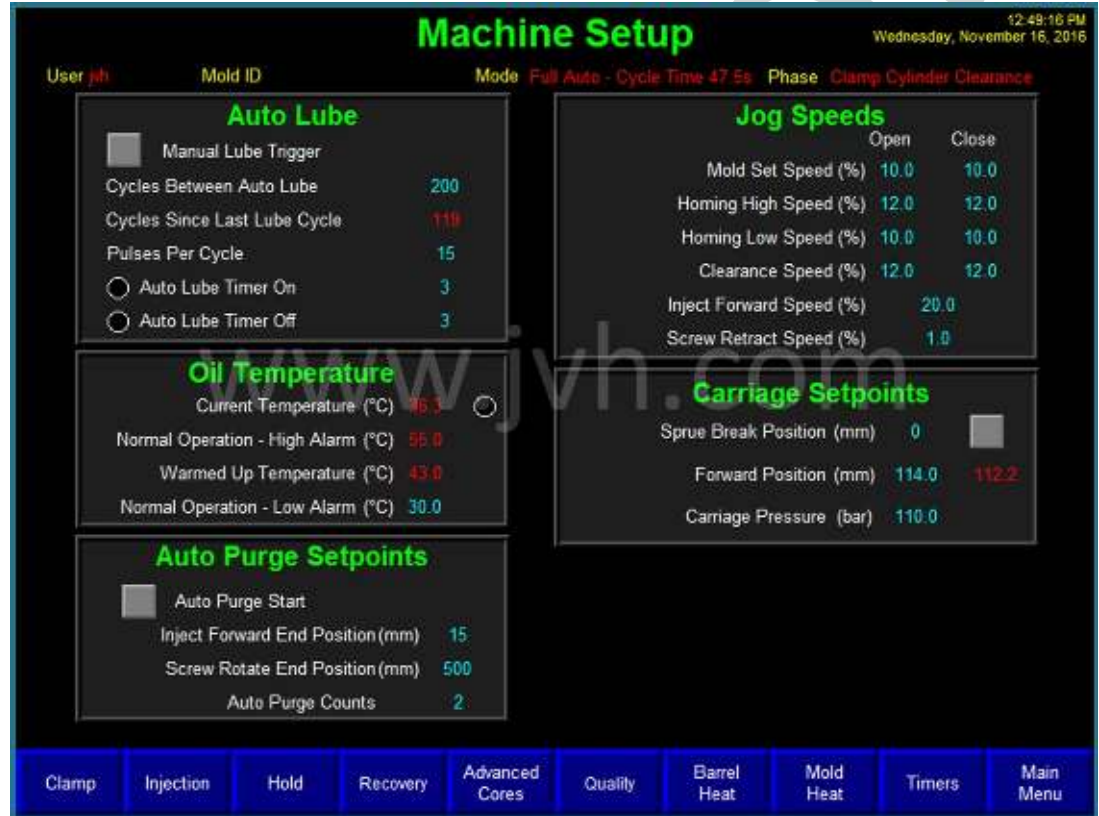 Machine Setup
12:49:16 PM
Wednesday, November 16, 2016
User jvh Mold ID Mode Full Auto - Cycle Time 47.5s Phase Clamp Cylinder Clearance
Auto Lube
Manual Lube Trigger
Cycles Between Auto Lube 200
Cycles Since Last Lube Cycle 119
Pulses Per Cycle 15
Auto Lube Timer On 3
Auto Lube Timer Off 3
Oil Temperature
Current Temperature (°C)
Normal Operation - High Alarm (°C) 55.0
Warmed Up Temperature (°C) 43.0
Normal Operation - Low Alarm (°C) 30.0
Auto Purge Setpoints
Auto Purge Start
Inject Forward End Position (mm) 15
Screw Rotate End Position (mm) 500
Auto Purge Counts 2
Jog Speeds
Open Close
Mold Set Speed (%) 10.0 10.0
Homing High Speed (%) 12.0 12.0
Homing Low Speed (%) 10.0 10.0
Clearance Speed (%) 12.0 12.0
Inject Forward Speed (%) 20.0
Screw Retract Speed (%) 1.0
Carriage Setpoints
Sprue Break Position (mm) 0
Forward Position (mm) 114.0 112.2
Carriage Pressure (bar) 110.0
www.jvh.com
Clamp Injection Hold Recovery Advanced Cores Quality Barrel Heat Mold Heat Timers Main Menu